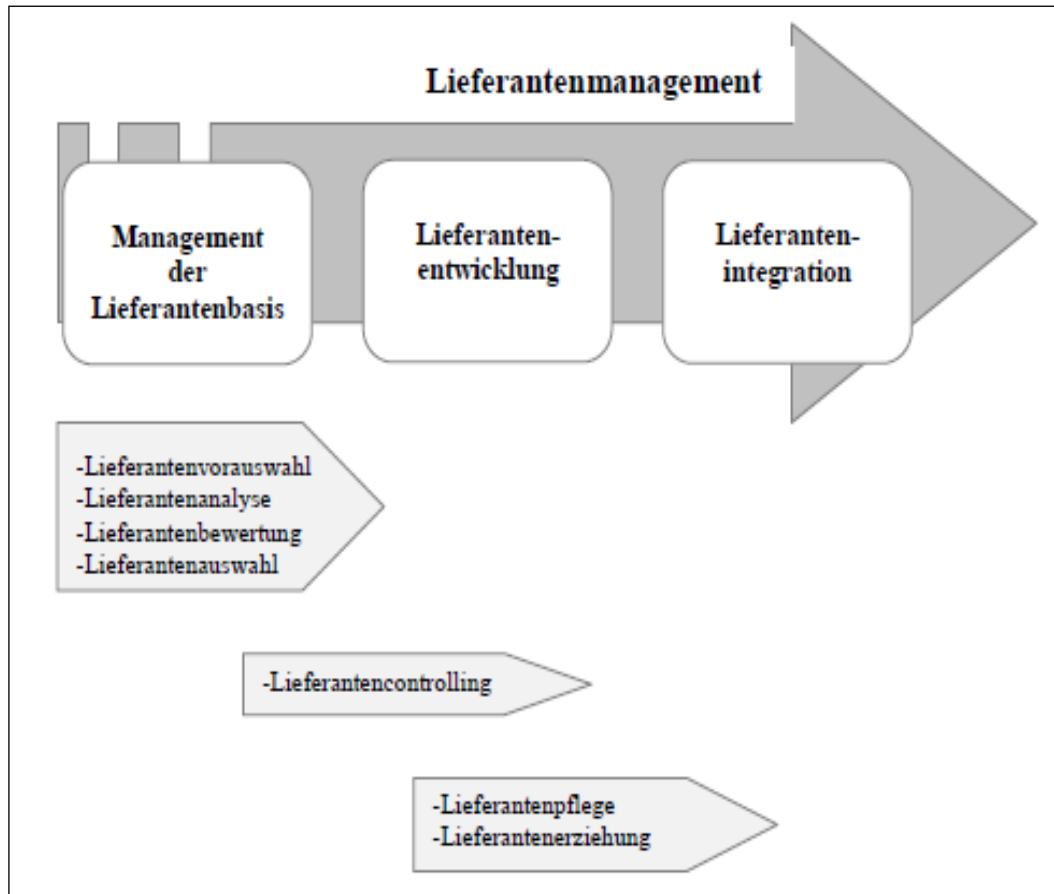 Lieferantenmanagement
Management
der
Lieferantenbasis
Lieferanten-
entwicklung
Lieferanten-
integration
-Lieferantenvorauswahl
-Lieferantenanalyse
-Lieferantenbewertung
-Lieferantenauswahl
-Lieferantencontrolling
-Lieferantenpflege
-Lieferantenerziehung